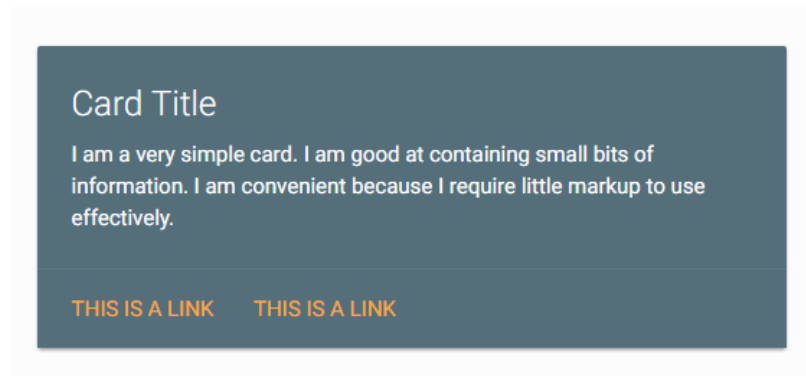 Card Title
I am a very simple card. I am good at containing small bits of
information. I am convenient because I require little markup to use
effectively.
THIS IS A LINK THIS IS A LINK